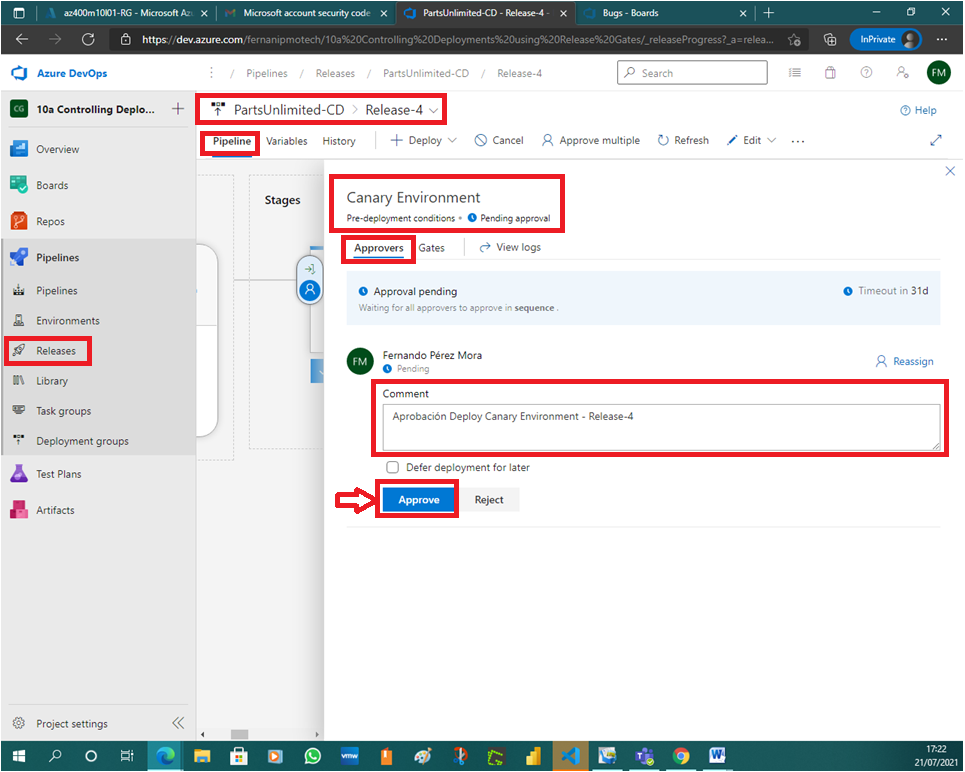 az400m10l01-RG - Microsoft Az
Microsoft account security code
PartsUnlimited-CD - Release-4 -
Bugs - Boards
https://dev.azure.com/fernanipmotech/10a%20Controlling%20Deployments%20using%20Release%20Gates/_releaseProgress?_a=relea...
InPrivate
Azure DevOps
/ Pipelines / Releases / PartsUnlimited-CD / Release-4
Search
FM
CG
10a Controlling Deplo...
PartsUnlimited-CD > Release-4
Help
Pipeline Variables History
Deploy Cancel Approve multiple Refresh Edit ...
Overview
Boards
Repos
Pipelines
Pipelines
Environments
Releases
Library
Task groups
Deployment groups
Test Plans
Artifacts
Project settings
Stages
Canary Environment
Pre-deployment conditions • Pending approval
Approvers Gates View logs
Approval pending
Timeout in 31d
Waiting for all approvers to approve in sequence .
FM
Fernando Pérez Mora
Pending
Reassign
Comment
Aprobación Deploy Canary Environment - Release-4
Defer deployment for later
Approve Reject
vmw
17:22
21/07/2021